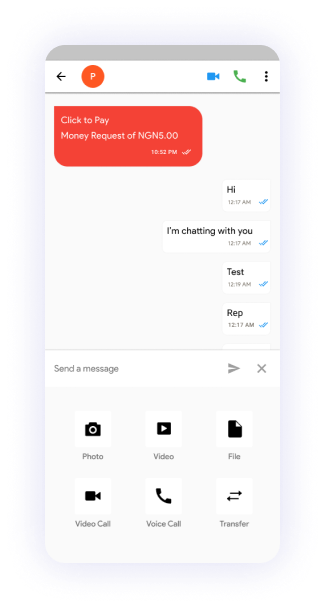 P
Click to Pay
Money Request of NGN5.00
10:52 PM
Hi
12:17 AM
I'm chatting with you
12:17 AM
Test
12:19 AM
Rep
12:17 AM
Send a message
Photo Video File
Video Call Voice Call Transfer